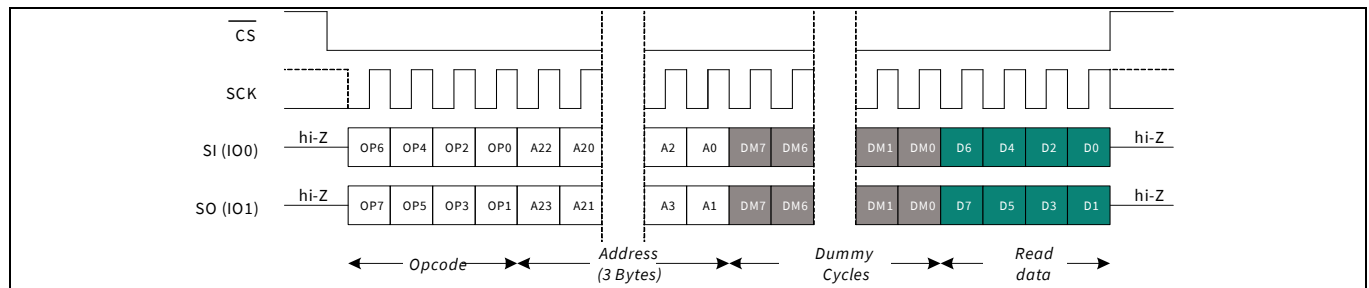 CS
SCK
SI (IO0) hi-Z OP6 OP4 OP2 OP0 A22 A20 A2 A0 DM7 DM6 DM1 DM0 D6 D4 D2 D0 hi-Z
SO (IO1) hi-Z OP7 OP5 OP3 OP1 A23 A21 A3 A1 DM7 DM6 DM1 DM0 D7 D5 D3 D1 hi-Z
Opcode Address Dummy Read
(3 Bytes) Cycles data